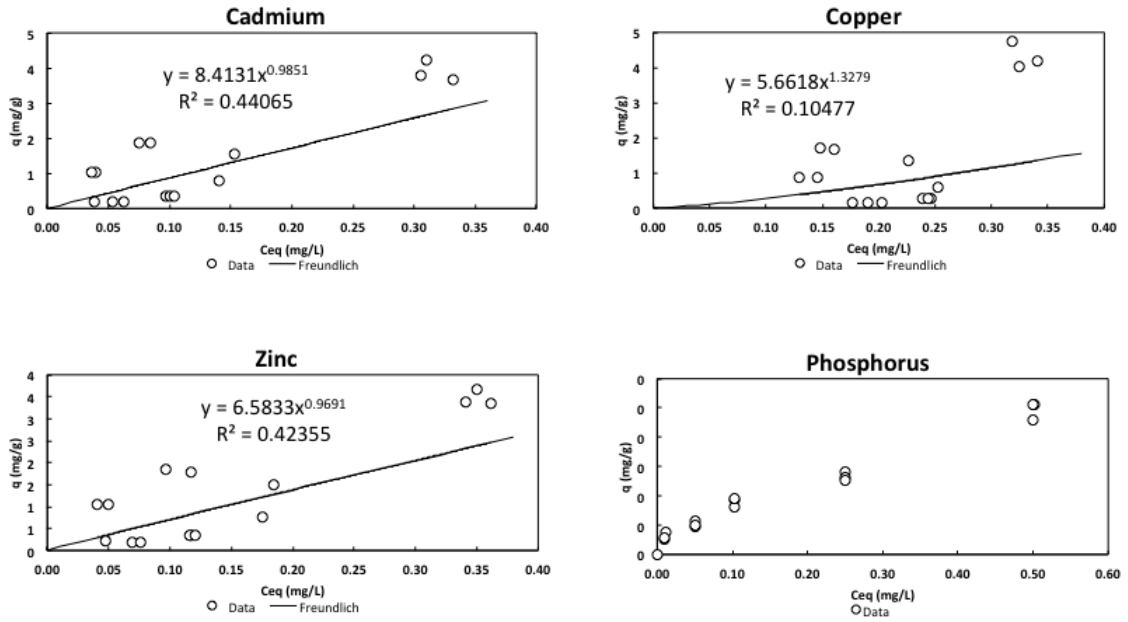 Cadmium
5
4
3
2
1
0
q (mg/g)
y = 8.4131x^0.9851
R² = 0.44065
0.00 0.05 0.10 0.15 0.20 0.25 0.30 0.35 0.40
Ceq (mg/L)
Data Freundlich
Copper
5
4
3
2
1
0
q (mg/g)
y = 5.6618x^1.3279
R² = 0.10477
0.00 0.05 0.10 0.15 0.20 0.25 0.30 0.35 0.40
Ceq (mg/L)
Data Freundlich
Zinc
4
4
3
3
2
2
1
1
0
q (mg/g)
y = 6.5833x^0.9691
R² = 0.42355
0.00 0.05 0.10 0.15 0.20 0.25 0.30 0.35 0.40
Ceq (mg/L)
Data Freundlich
Phosphorus
0
0
0
0
0
0
0
q (mg/g)
0.00 0.10 0.20 0.30 0.40 0.50 0.60
Ceq (mg/L)
Data